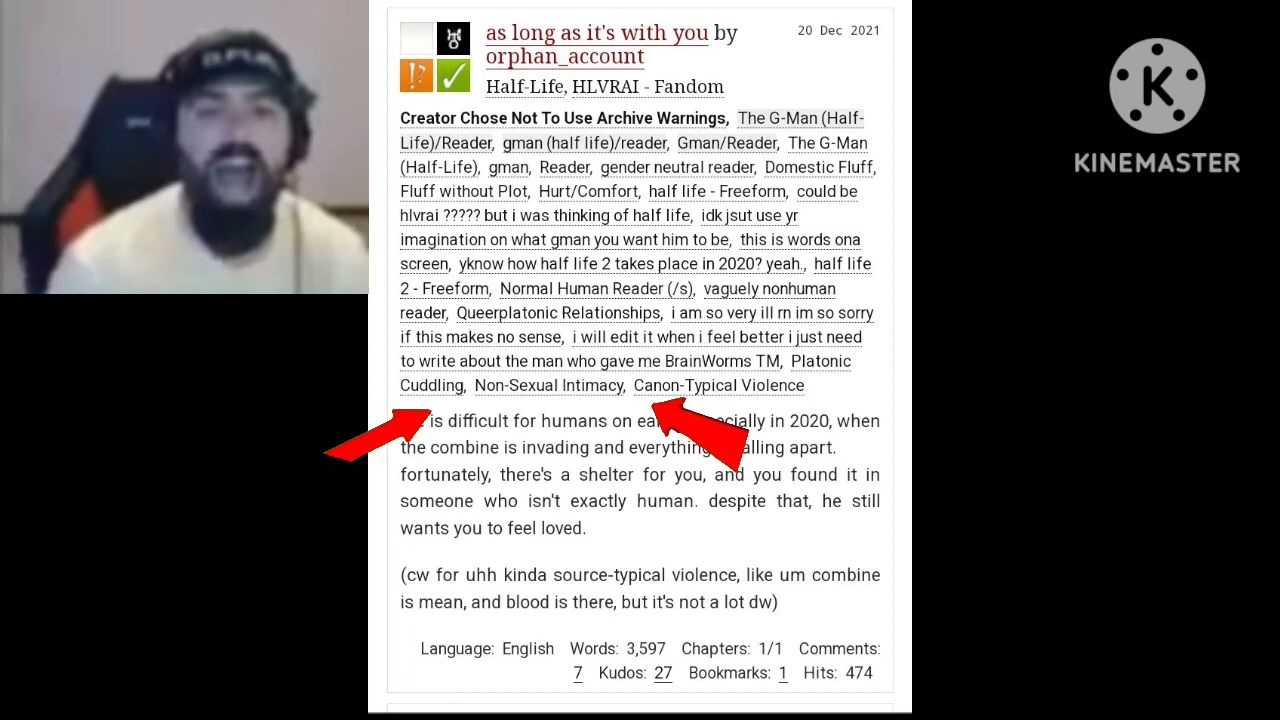 as long as it's with you by
orphan_account
20 Dec 2021
Half-Life, HLVRAI - Fandom
Creator Chose Not To Use Archive Warnings, The G-Man (Half-
Life)/Reader, gman (half life)/reader, Gman/Reader, The G-Man
(Half-Life), gman, Reader, gender neutral reader, Domestic Fluff,
Fluff without Plot, Hurt/Comfort, half life - Freeform, could be
hlvrai ????? but i was thinking of half life, idk jsut use yr
imagination on what gman you want him to be, this is words ona
screen, yknow how half life 2 takes place in 2020? yeah., half life
2 - Freeform, Normal Human Reader (/s), vaguely nonhuman
reader, Queerplatonic Relationships, i am so very ill rn im so sorry
if this makes no sense, i will edit it when i feel better i just need
to write about the man who gave me BrainWorms TM, Platonic
Cuddling, Non-Sexual Intimacy, Canon-Typical Violence
is difficult for humans on in 2020, when
the combine is invading and everything apart.
fortunately, there's a shelter for you, and you found it in
someone who isn't exactly human. despite that, he still
wants you to feel loved.
(cw for uhh kinda source-typical violence, like um combine
is mean, and blood is there, but it's not a lot dw)
Language: English Words: 3,597 Chapters: 1/1 Comments:
7 Kudos: 27 Bookmarks: 1 Hits: 474
K
KINEMASTER